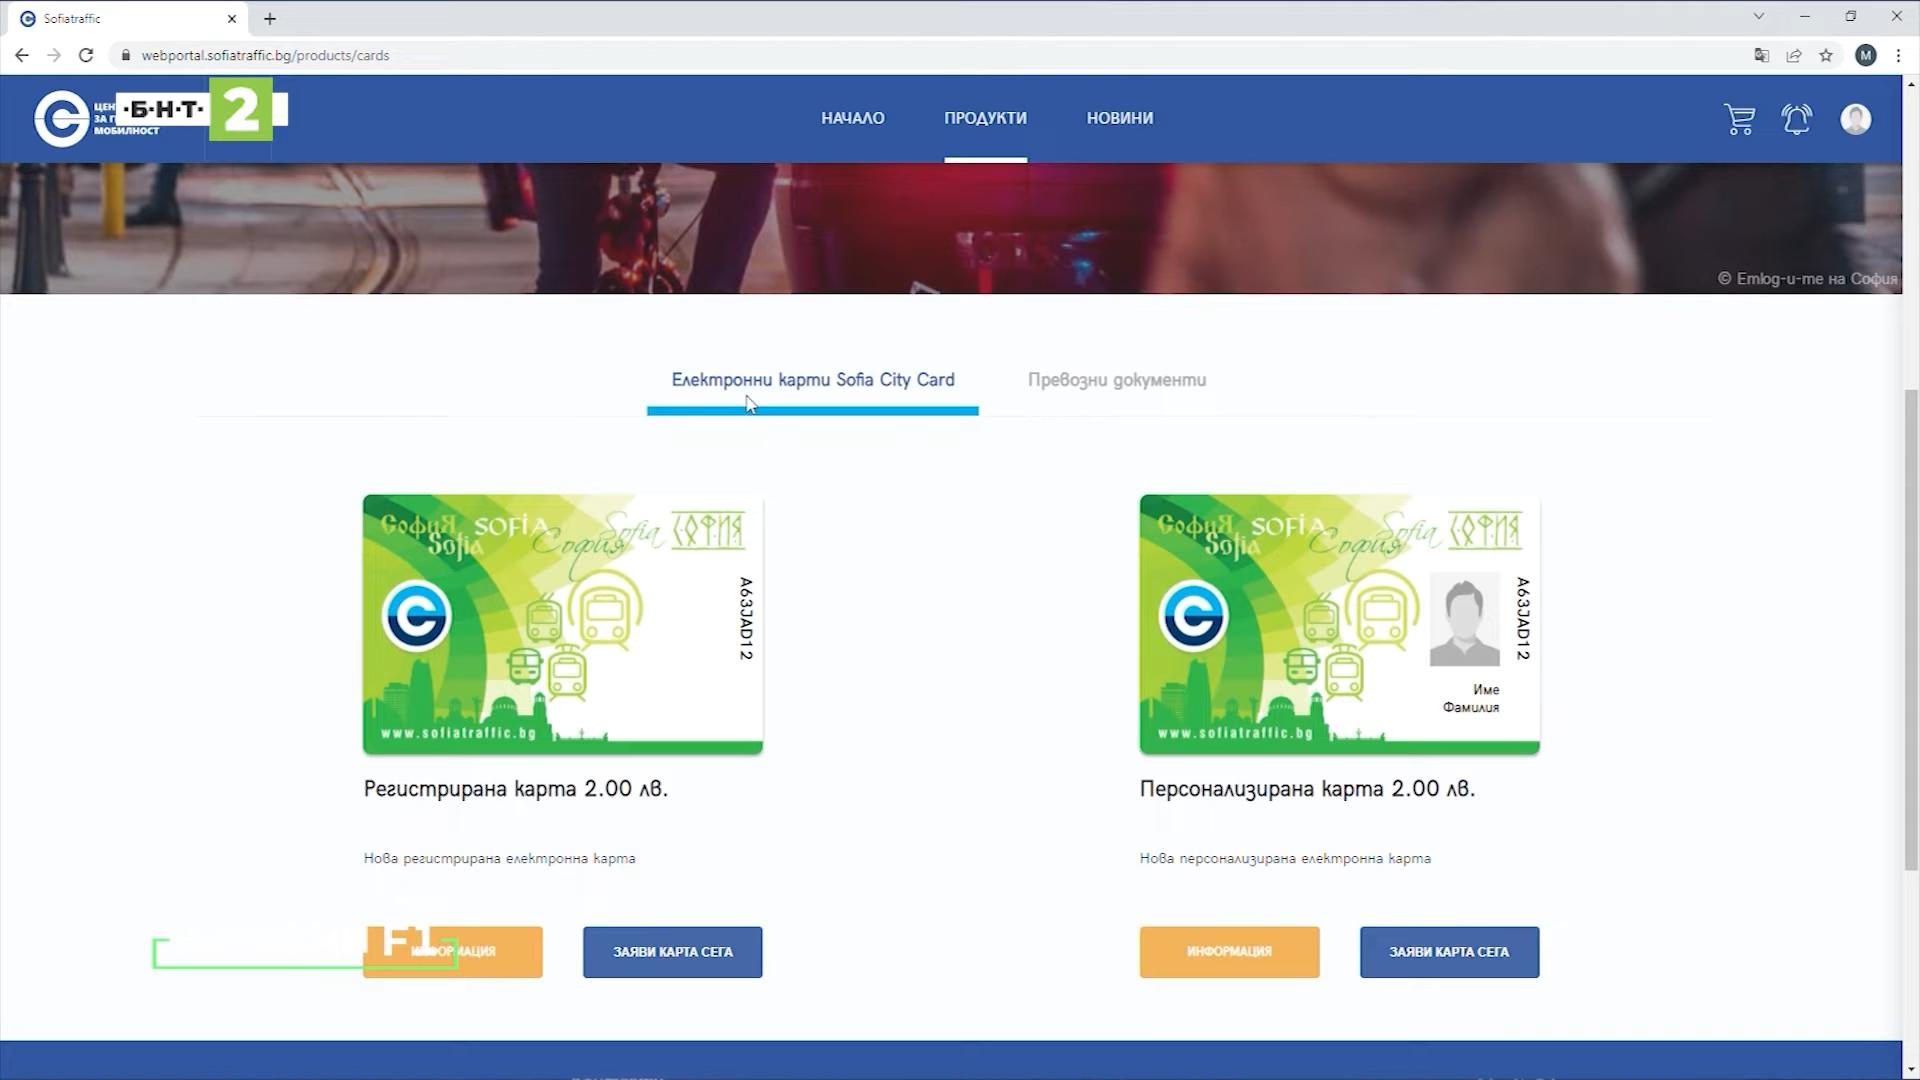 Sofiatraffic
webportal.sofiatraffic.bg/products/cards
M
ЗА Г
МОБИЛНОСТ
·Б·Н·Т· 2
НАЧАЛО
ПРОДУКТИ
НОВИНИ
© Emlog-u-me на София
Електронни карти Sofia City Card
Превозни документи
София SOFIA Sofia СОФИЯ
Sofia София
A63JAD12
www.sofiatraffic.bg
София SOFIA Sofia СОФИЯ
Sofia София
A63JAD12
Име
Фамилия
www.sofiatraffic.bg
Регистрирана карта 2.00 лв.
Персонализирана карта 2.00 лв.
Нова регистрирана електронна карта
Нова персонализирана електронна карта
ЗАЯВИ КАРТА СЕГА
ИНФОРМАЦИЯ
ЗАЯВИ КАРТА СЕГА